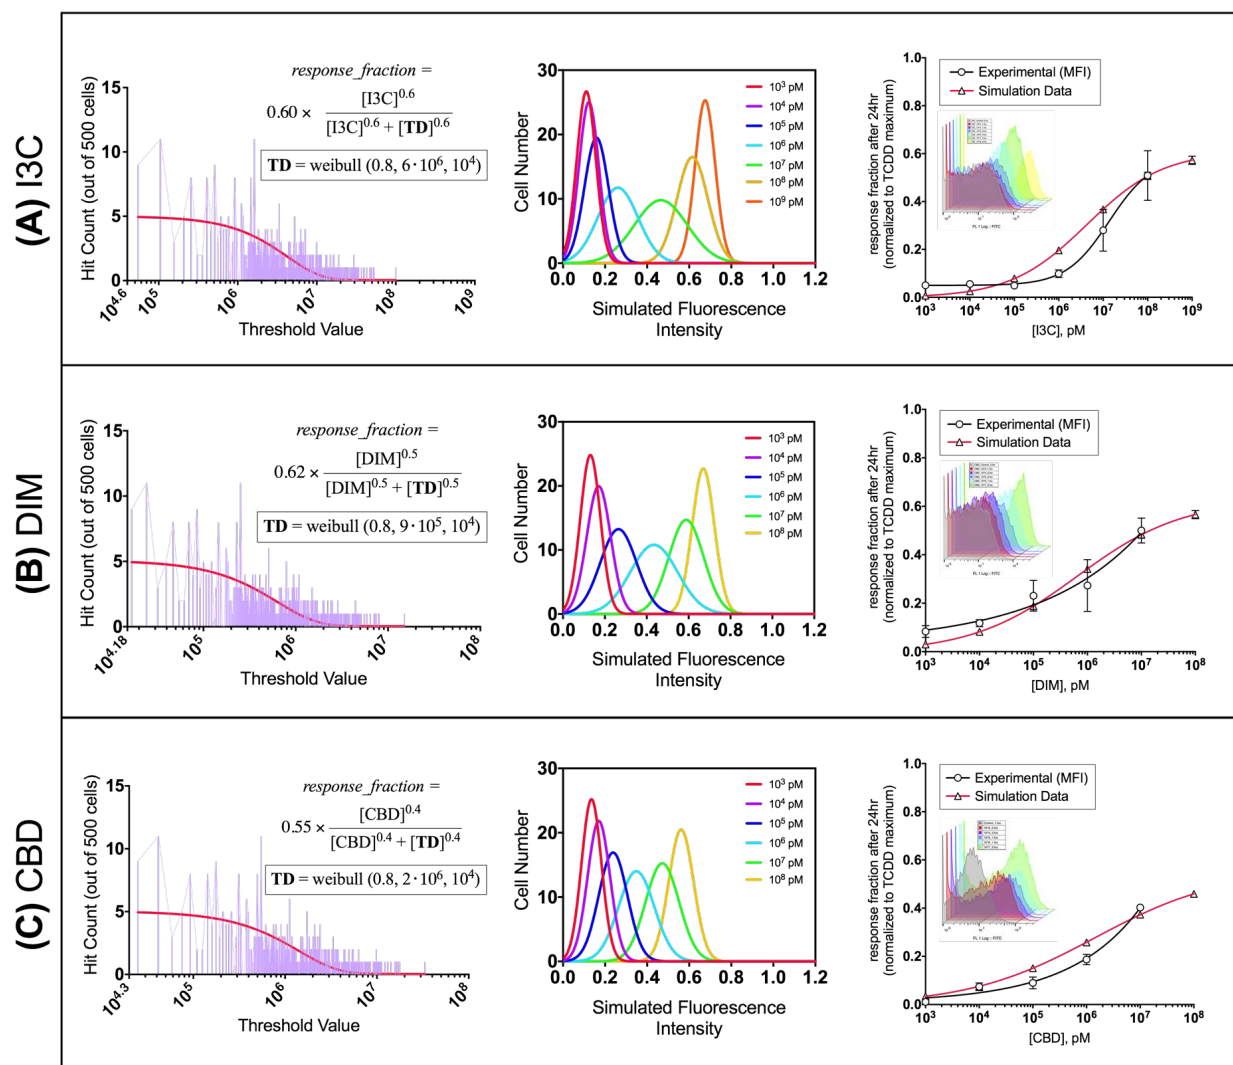 (A) I3C
Hit Count (out of 500 cells)
15
10
5
0
10^4.6
10^5
10^6
10^7
10^8
10^9
Threshold Value
response_fraction =
0.60 × [I3C]^0.6
[I3C]^0.6 + [TD]^0.6
TD = weibull (0.8, 6·10^6, 10^4)
Cell Number
30
20
10
0
0.0 0.2 0.4 0.6 0.8 1.0 1.2
Simulated Fluorescence
Intensity
10^3 pM
10^4 pM
10^5 pM
10^6 pM
10^7 pM
10^8 pM
10^9 pM
response fraction after 24hr
(normalized to TCDD maximum)
1.0
0.8
0.6
0.4
0.2
0.0
Experimental (MFI)
Simulation Data
FL 1 Log :: FITC
10^3 10^4 10^5 10^6 10^7 10^8 10^9
[I3C], pM
(B) DIM
Hit Count (out of 500 cells)
15
10
5
0
10^4.18
10^5
10^6
10^7
10^8
Threshold Value
response_fraction =
0.62 × [DIM]^0.5
[DIM]^0.5 + [TD]^0.5
TD = weibull (0.8, 9·10^5, 10^4)
Cell Number
30
20
10
0
0.0 0.2 0.4 0.6 0.8 1.0 1.2
Simulated Fluorescence
Intensity
10^3 pM
10^4 pM
10^5 pM
10^6 pM
10^7 pM
10^8 pM
response fraction after 24hr
(normalized to TCDD maximum)
1.0
0.8
0.6
0.4
0.2
0.0
Experimental (MFI)
Simulation Data
FL 1 Log :: FITC
10^3 10^4 10^5 10^6 10^7 10^8
[DIM], pM
(C) CBD
Hit Count (out of 500 cells)
15
10
5
0
10^4.3
10^5
10^6
10^7
10^8
Threshold Value
response_fraction =
0.55 × [CBD]^0.4
[CBD]^0.4 + [TD]^0.4
TD = weibull (0.8, 2·10^6, 10^4)
Cell Number
30
20
10
0
0.0 0.2 0.4 0.6 0.8 1.0 1.2
Simulated Fluorescence
Intensity
10^3 pM
10^4 pM
10^5 pM
10^6 pM
10^7 pM
10^8 pM
response fraction after 24hr
(normalized to TCDD maximum)
1.0
0.8
0.6
0.4
0.2
0.0
Experimental (MFI)
Simulation Data
FL 1 Log :: FITC
10^3 10^4 10^5 10^6 10^7 10^8
[CBD], pM